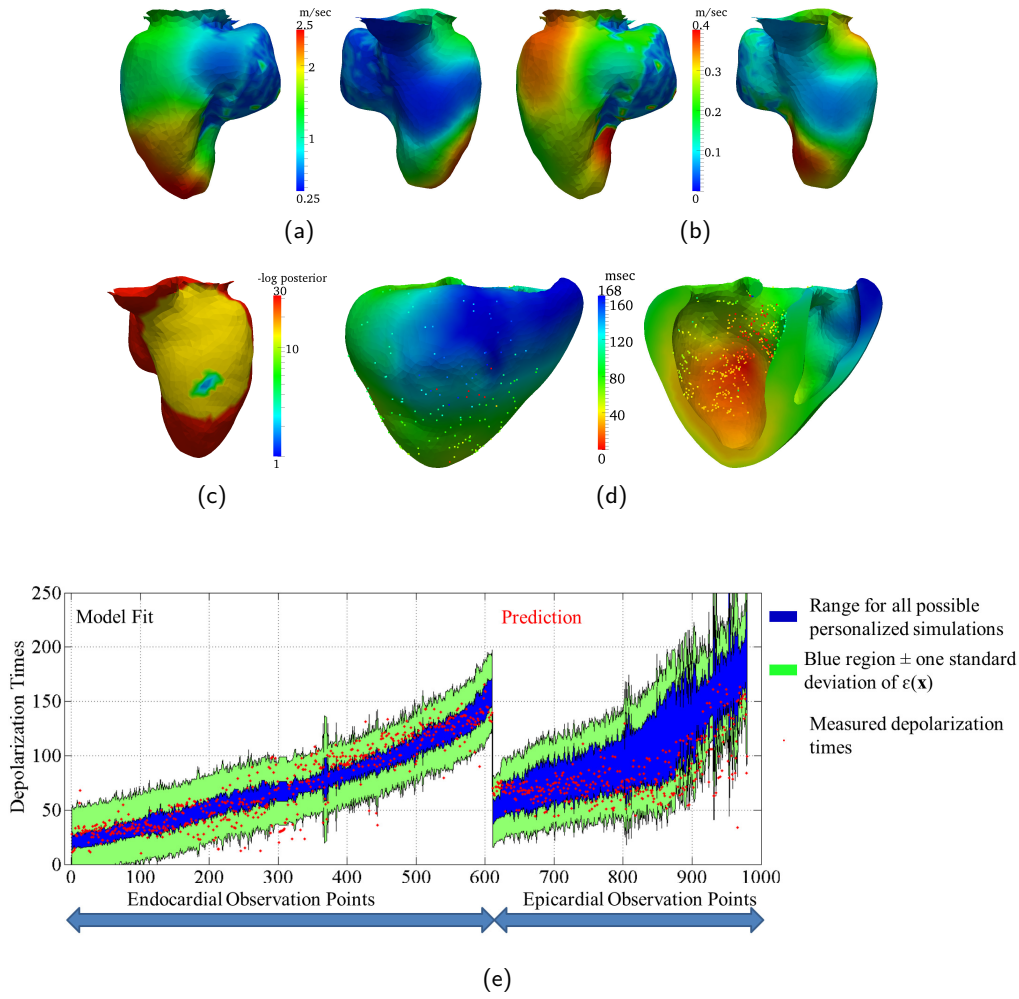 m/sec
2.5
2
1
0.25
(a)
m/sec
0.4
0.3
0.2
0.1
0
(b)
-log posterior
30
10
1
(c)
msec
168
160
120
80
40
0
(d)
Depolarization Times
250
200
150
100
50
0
Model Fit
Prediction
0 100 200 300 400 500 600 700 800 900 1000
Endocardial Observation Points
Epicardial Observation Points
Range for all possible
personalized simulations
Blue region ± one standard
deviation of ε(x)
Measured depolarization
times
(e)